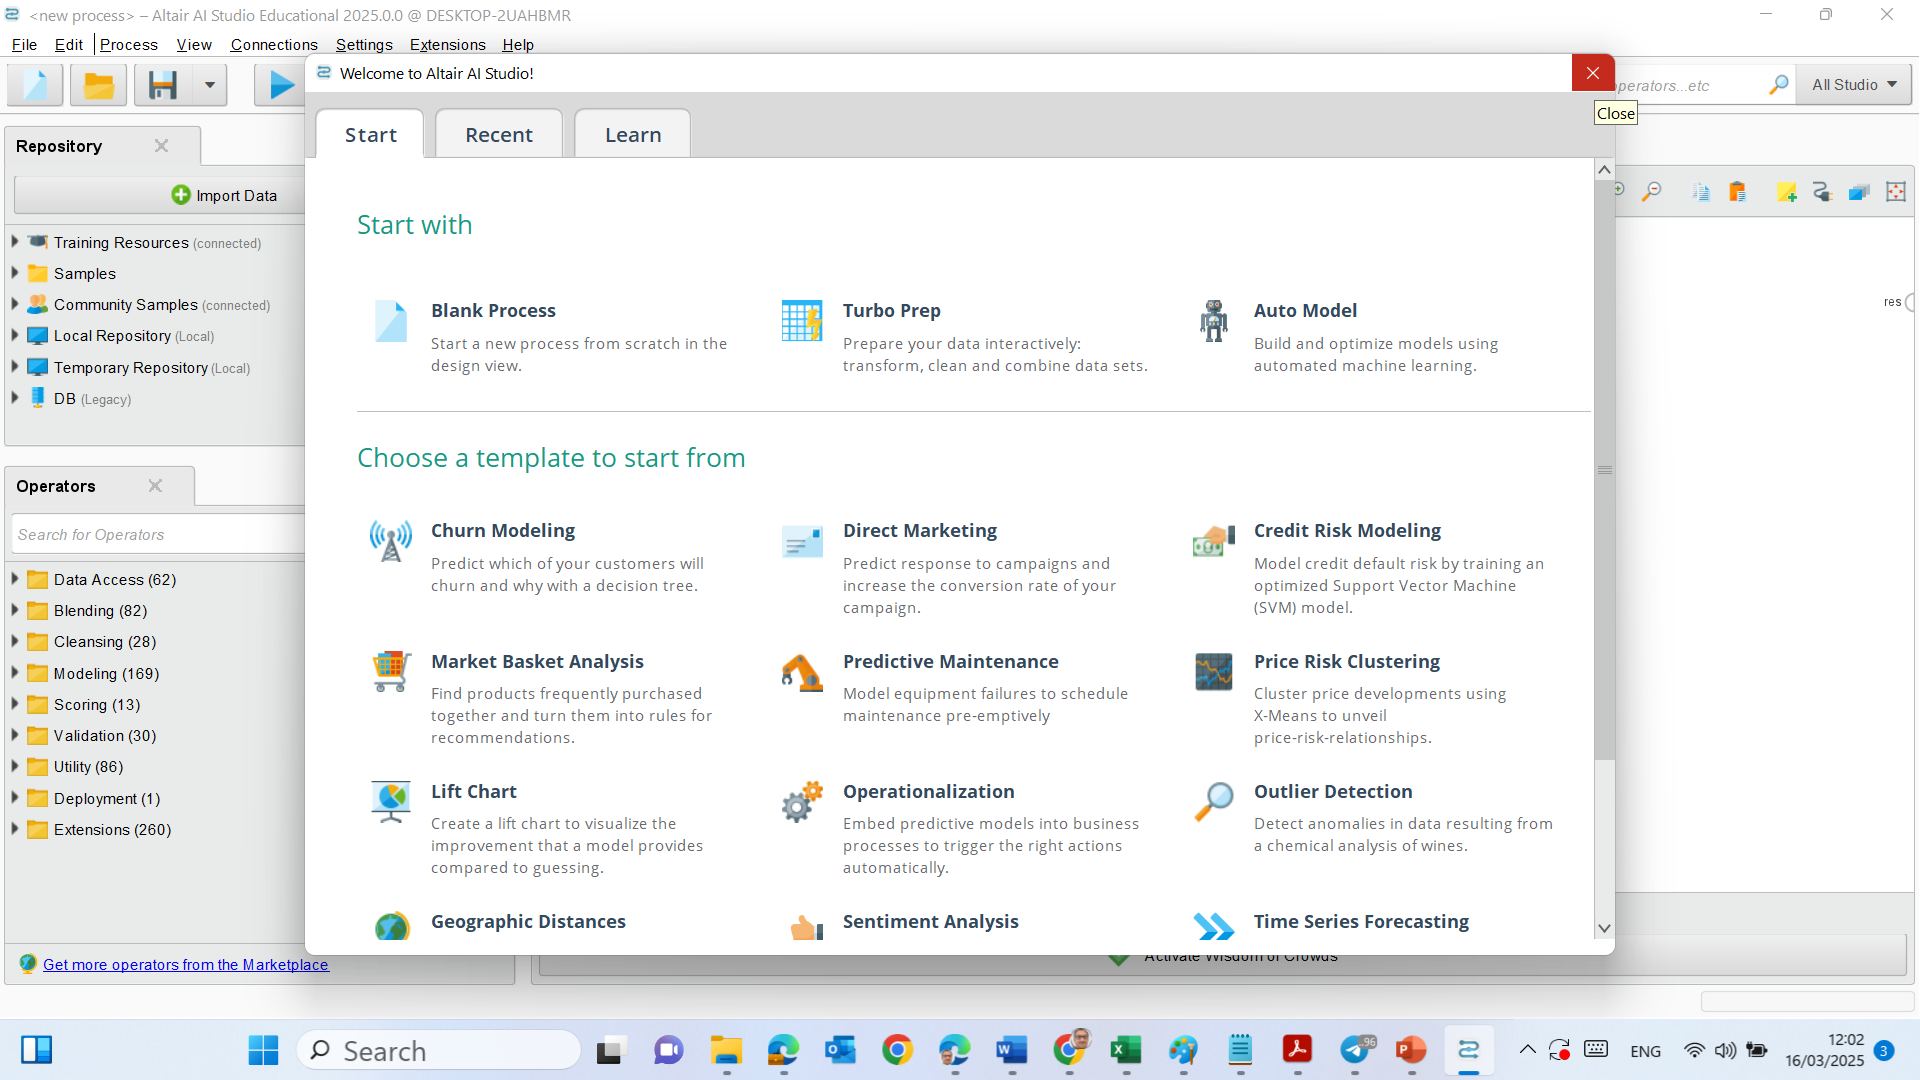 <new process> – Altair AI Studio Educational 2025.0.0 @ DESKTOP-2UAHBMR
File Edit Process View Connections Settings Extensions Help
Welcome to Altair AI Studio!
operators...etc
All Studio
Close
Start Recent Learn
Repository
Import Data
Training Resources (connected)
Samples
Community Samples (connected)
Local Repository (Local)
Temporary Repository (Local)
DB (Legacy)
Operators
Search for Operators
Data Access (62)
Blending (82)
Cleansing (28)
Modeling (169)
Scoring (13)
Validation (30)
Utility (86)
Deployment (1)
Extensions (260)
Get more operators from the Marketplace
Start with
Blank Process
Start a new process from scratch in the
design view.
Turbo Prep
Prepare your data interactively:
transform, clean and combine data sets.
Auto Model
Build and optimize models using
automated machine learning.
Choose a template to start from
Churn Modeling
Predict which of your customers will
churn and why with a decision tree.
Direct Marketing
Predict response to campaigns and
increase the conversion rate of your
campaign.
Credit Risk Modeling
Model credit default risk by training an
optimized Support Vector Machine
(SVM) model.
Market Basket Analysis
Find products frequently purchased
together and turn them into rules for
recommendations.
Predictive Maintenance
Model equipment failures to schedule
maintenance pre-emptively
Price Risk Clustering
Cluster price developments using
X-Means to unveil
price-risk-relationships.
Lift Chart
Create a lift chart to visualize the
improvement that a model provides
compared to guessing.
Operationalization
Embed predictive models into business
processes to trigger the right actions
automatically.
Outlier Detection
Detect anomalies in data resulting from
a chemical analysis of wines.
Geographic Distances
Sentiment Analysis
Time Series Forecasting
res
Activate Wisdom of Crowds
Search
..96
ENG
12:02
16/03/2025
3